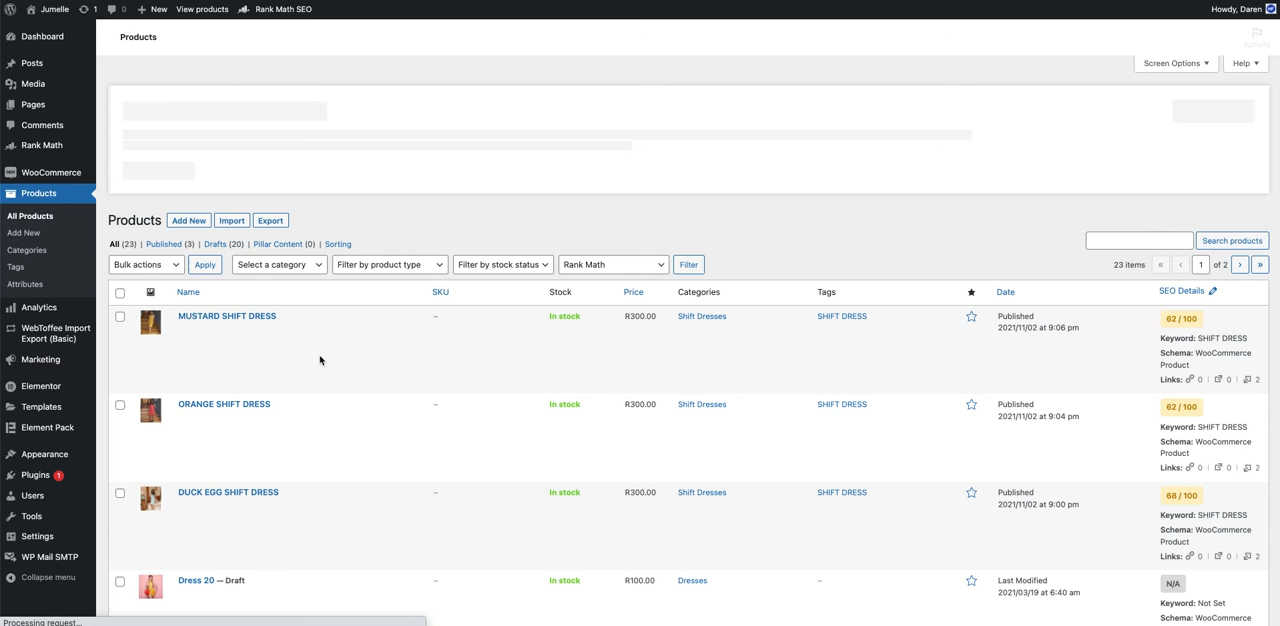 Jumelle 1 0 New View products Rank Math SEO Howdy, Daren
Dashboard
Posts
Media
Pages
Comments
Rank Math
WooCommerce
Products
All Products
Add New
Categories
Tags
Attributes
Analytics
WebToffee Import
Export (Basic)
Marketing
Elementor
Templates
Element Pack
Appearance
Plugins 1
Users
Tools
Settings
WP Mail SMTP
Collapse menu
Products
Activity
Screen Options ▼ Help ▼
Products Add New Import Export
All (23) | Published (3) | Drafts (20) | Pillar Content (0) | Sorting
Search products
Bulk actions Apply Select a category Filter by product type Filter by stock status Rank Math Filter
23 items « ‹ 1 of 2 › »
Name SKU Stock Price Categories Tags ★ Date SEO Details
MUSTARD SHIFT DRESS – In stock R300.00 Shift Dresses SHIFT DRESS Published
2021/11/02 at 9:06 pm
62 / 100
Keyword: SHIFT DRESS
Schema: WooCommerce
Product
Links: 0 | 0 | 2
ORANGE SHIFT DRESS – In stock R300.00 Shift Dresses SHIFT DRESS Published
2021/11/02 at 9:04 pm
62 / 100
Keyword: SHIFT DRESS
Schema: WooCommerce
Product
Links: 0 | 0 | 2
DUCK EGG SHIFT DRESS – In stock R300.00 Shift Dresses SHIFT DRESS Published
2021/11/02 at 9:00 pm
68 / 100
Keyword: SHIFT DRESS
Schema: WooCommerce
Product
Links: 0 | 0 | 2
Dress 20 — Draft – In stock R100.00 Dresses – Last Modified
2021/03/19 at 6:40 am
N/A
Keyword: Not Set
Schema: WooCommerce
Processing request...